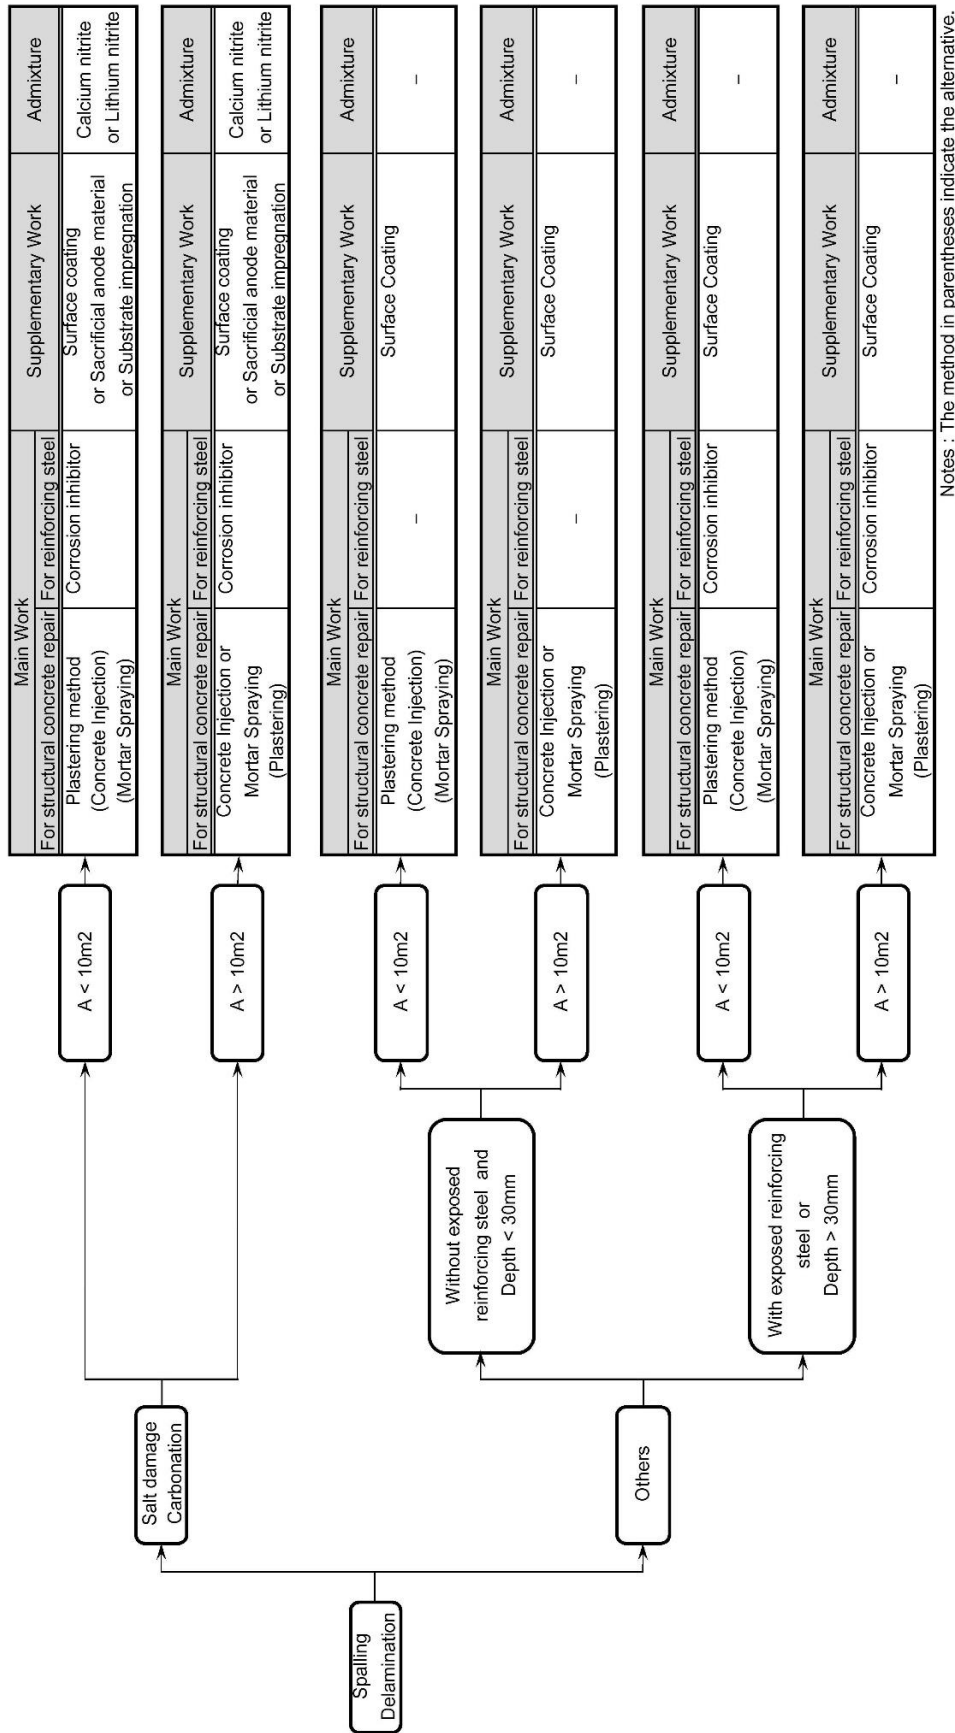 Spalling
Delamination
Salt damage
Carbonation
Others
Without exposed
reinforcing steel and
Depth < 30mm
With exposed reinforcing
steel or
Depth > 30mm
A < 10m2
Main Work
Supplementary Work
Admixture
For structural concrete repair
For reinforcing steel
Plastering method
(Concrete Injection)
(Mortar Spraying)
Corrosion inhibitor
Surface coating
or Sacrificial anode material
or Substrate impregnation
Calcium nitrite
or Lithium nitrite
A > 10m2
Main Work
Supplementary Work
Admixture
For structural concrete repair
For reinforcing steel
Concrete Injection or
Mortar Spraying
(Plastering)
Corrosion inhibitor
Surface coating
or Sacrificial anode material
or Substrate impregnation
Calcium nitrite
or Lithium nitrite
A < 10m2
Main Work
Supplementary Work
Admixture
For structural concrete repair
For reinforcing steel
Plastering method
(Concrete Injection)
(Mortar Spraying)
–
Surface Coating
–
A > 10m2
Main Work
Supplementary Work
Admixture
For structural concrete repair
For reinforcing steel
Concrete Injection or
Mortar Spraying
(Plastering)
–
Surface Coating
–
A < 10m2
Main Work
Supplementary Work
Admixture
For structural concrete repair
For reinforcing steel
Plastering method
(Concrete Injection)
(Mortar Spraying)
Corrosion inhibitor
Surface Coating
–
A > 10m2
Main Work
Supplementary Work
Admixture
For structural concrete repair
For reinforcing steel
Concrete Injection or
Mortar Spraying
(Plastering)
Corrosion inhibitor
Surface Coating
–
Notes : The method in parentheses indicate the alternative.